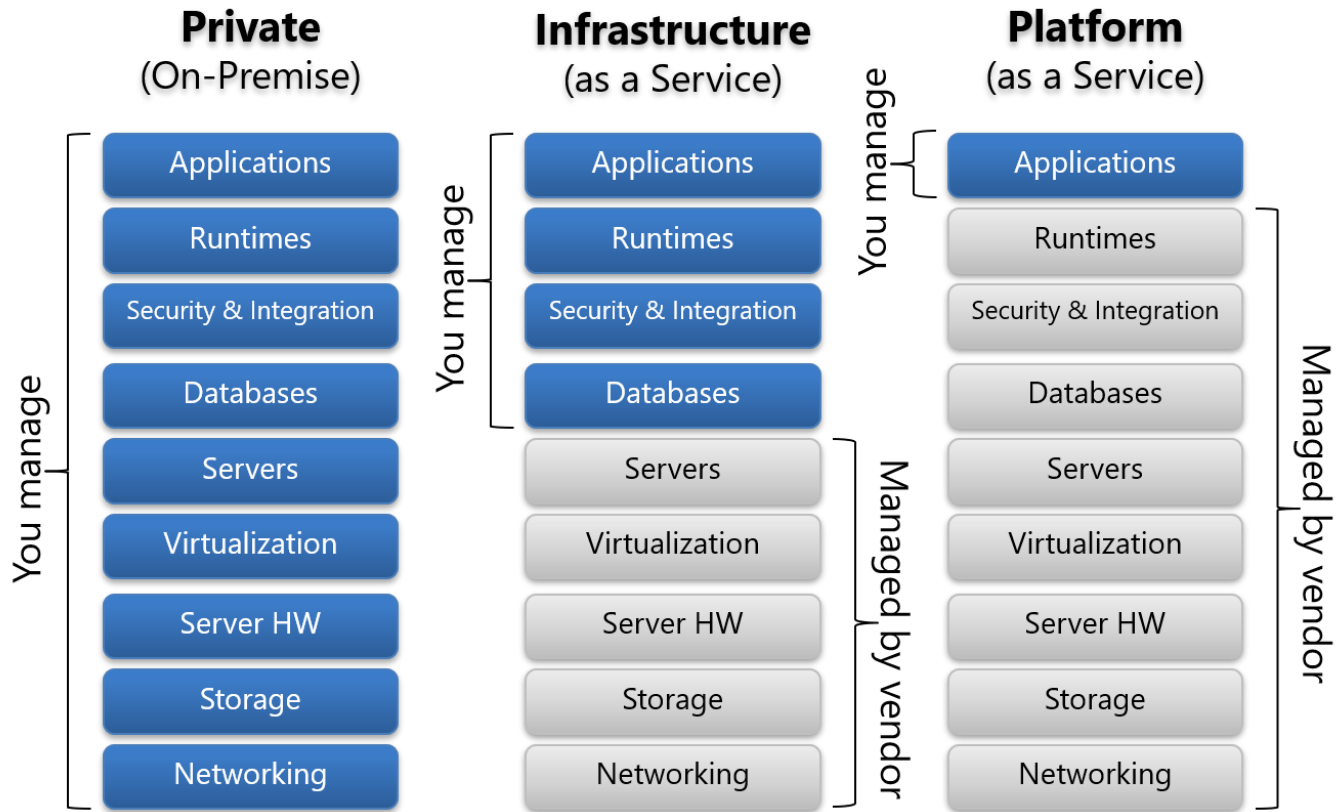 Private
(On-Premise)
You manage
Applications
Runtimes
Security & Integration
Databases
Servers
Virtualization
Server HW
Storage
Networking
Infrastructure
(as a Service)
You manage
Applications
Runtimes
Security & Integration
Databases
Servers
Virtualization
Server HW
Storage
Networking
Managed by vendor
Platform
(as a Service)
You manage
Applications
Runtimes
Security & Integration
Databases
Servers
Virtualization
Server HW
Storage
Networking
Managed by vendor